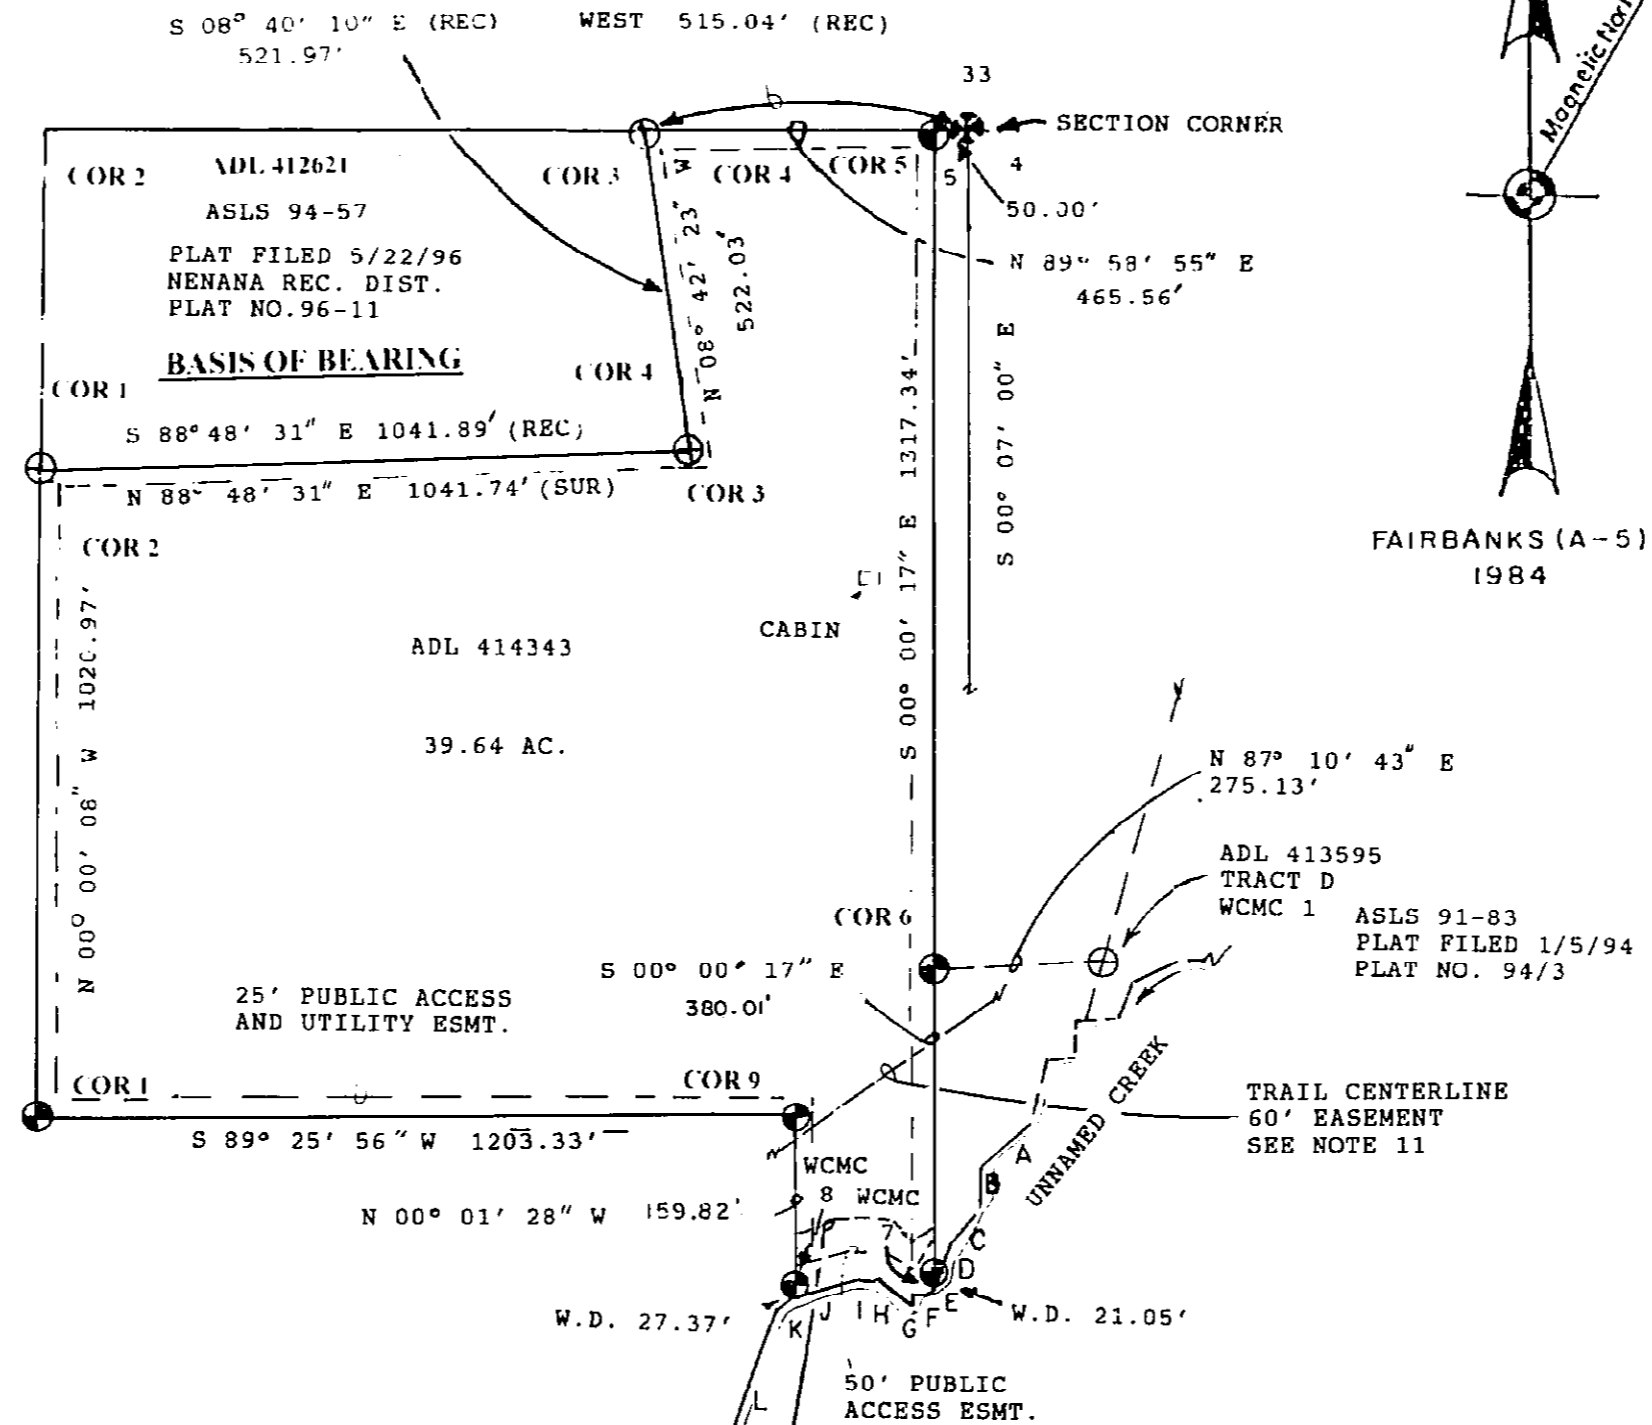 S 08° 40' 10" E (REC)
521.97'
WEST 515.04' (REC)
33
SECTION CORNER
COR 2
ADL 412621
COR 3
COR 4
COR 5
5
4
ASLS 94-57
50.00'
PLAT FILED 5/22/96
NENANA REC. DIST.
PLAT NO.96-11
N 08° 42' 23" W
522.03'
N 89° 58' 55" E
465.56'
BASIS OF BEARING
COR 1
COR 4
S 88° 48' 31" E 1041.89' (REC)
N 88° 48' 31" E 1041.74' (SUR)
COR 3
COR 2
S 00° 00' 17" E 1317.34'
S 00° 07' 00" E
Magnetic Nort
FAIRBANKS (A-5)
1984
CABIN
ADL 414343
39.64 AC.
N 00° 00' 08" W 1020.97'
N 87° 10' 43" E
275.13'
ADL 413595
TRACT D
WCMC 1
ASLS 91-83
PLAT FILED 1/5/94
PLAT NO. 94/3
COR 6
S 00° 00' 17" E
380.01'
25' PUBLIC ACCESS
AND UTILITY ESMT.
COR 1
COR 9
S 89° 25' 56" W 1203.33'
UNNAMED CREEK
TRAIL CENTERLINE
60' EASEMENT
SEE NOTE 11
WCMC
8
WCMC
7
N 00° 01' 28" W 159.82'
A
B
C
D
E
F
G
H
I
J
K
L
W.D. 27.37'
W.D. 21.05'
50' PUBLIC
ACCESS ESMT.